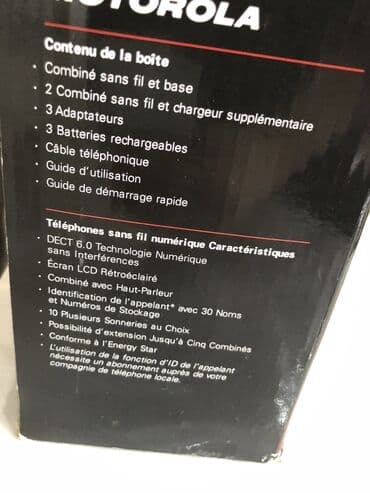 MOTOROLA
Contenu de la boîte
• Combiné sans fil et base
• 2 Combiné sans fil et chargeur supplémentaire
• 3 Adaptateurs
• 3 Batteries rechargeables
• Câble téléphonique
• Guide d'utilisation
• Guide de démarrage rapide
Téléphones sans fil numérique Caractéristiques
• DECT 6.0 Technologie Numérique
sans Interférences
• Écran LCD Rétroéclairé
• Combiné avec Haut-Parleur
• Identification de l'appelant* avec 30 Noms
et Numéros de Stockage
• 10 Plusieurs Sonneries au Choix
• Possibilité d'extension Jusqu'à Cinq Combinés
• Conforme à l'Energy Star
* L'utilisation de la fonction d'ID de l'appelant
nécessite un abonnement auprès de votre
compagnie de téléphone locale.